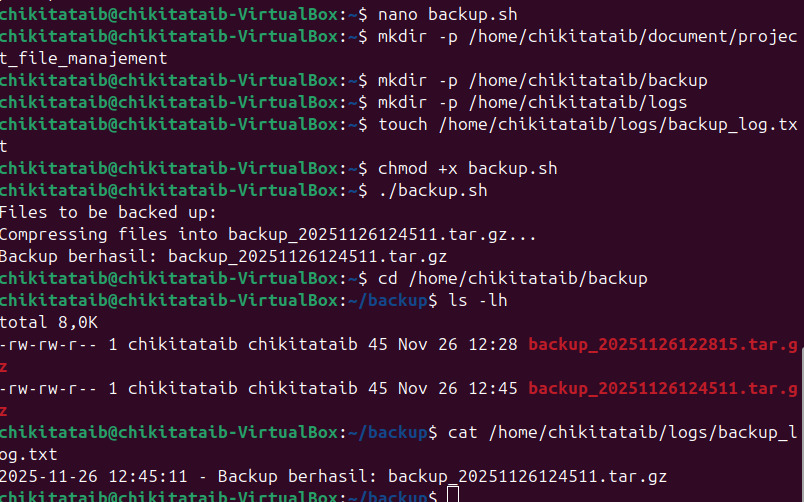 chikitataib@chikitataib-VirtualBox:~$ nano backup.sh
chikitataib@chikitataib-VirtualBox:~$ mkdir -p /home/chikitataib/document/projec
t_file_manajement
chikitataib@chikitataib-VirtualBox:~$ mkdir -p /home/chikitataib/backup
chikitataib@chikitataib-VirtualBox:~$ mkdir -p /home/chikitataib/logs
chikitataib@chikitataib-VirtualBox:~$ touch /home/chikitataib/logs/backup_log.tx
t
chikitataib@chikitataib-VirtualBox:~$ chmod +x backup.sh
chikitataib@chikitataib-VirtualBox:~$ ./backup.sh
Files to be backed up:
Compressing files into backup_20251126124511.tar.gz...
Backup berhasil: backup_20251126124511.tar.gz
chikitataib@chikitataib-VirtualBox:~$ cd /home/chikitataib/backup
chikitataib@chikitataib-VirtualBox:~/backup$ ls -lh
total 8,0K
-rw-rw-r-- 1 chikitataib chikitataib 45 Nov 26 12:28 backup_20251126122815.tar.g
z
-rw-rw-r-- 1 chikitataib chikitataib 45 Nov 26 12:45 backup_20251126124511.tar.g
z
chikitataib@chikitataib-VirtualBox:~/backup$ cat /home/chikitataib/logs/backup_l
og.txt
2025-11-26 12:45:11 - Backup berhasil: backup_20251126124511.tar.gz
chikitataib@chikitataib-VirtualBox:~/backup$